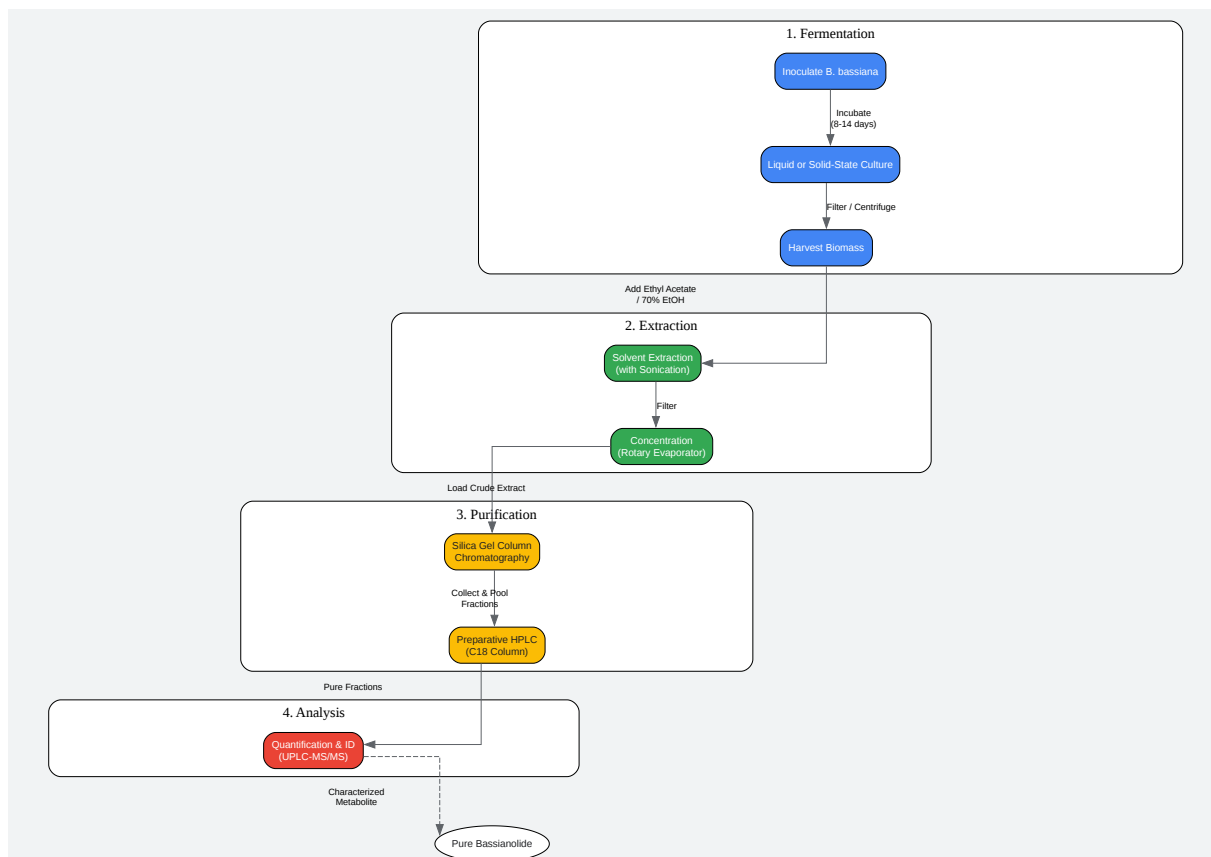 1. Fermentation
Inoculate B. bassiana
Incubate
(8-14 days)
Liquid or Solid-State Culture
Filter / Centrifuge
Harvest Biomass
Add Ethyl Acetate
/ 70% EtOH
2. Extraction
Solvent Extraction
(with Sonication)
Filter
Concentration
(Rotary Evaporator)
Load Crude Extract
3. Purification
Silica Gel Column
Chromatography
Collect & Pool
Fractions
Preparative HPLC
(C18 Column)
Pure Fractions
4. Analysis
Quantification & ID
(UPLC-MS/MS)
Characterized
Metabolite
Pure Bassianolide